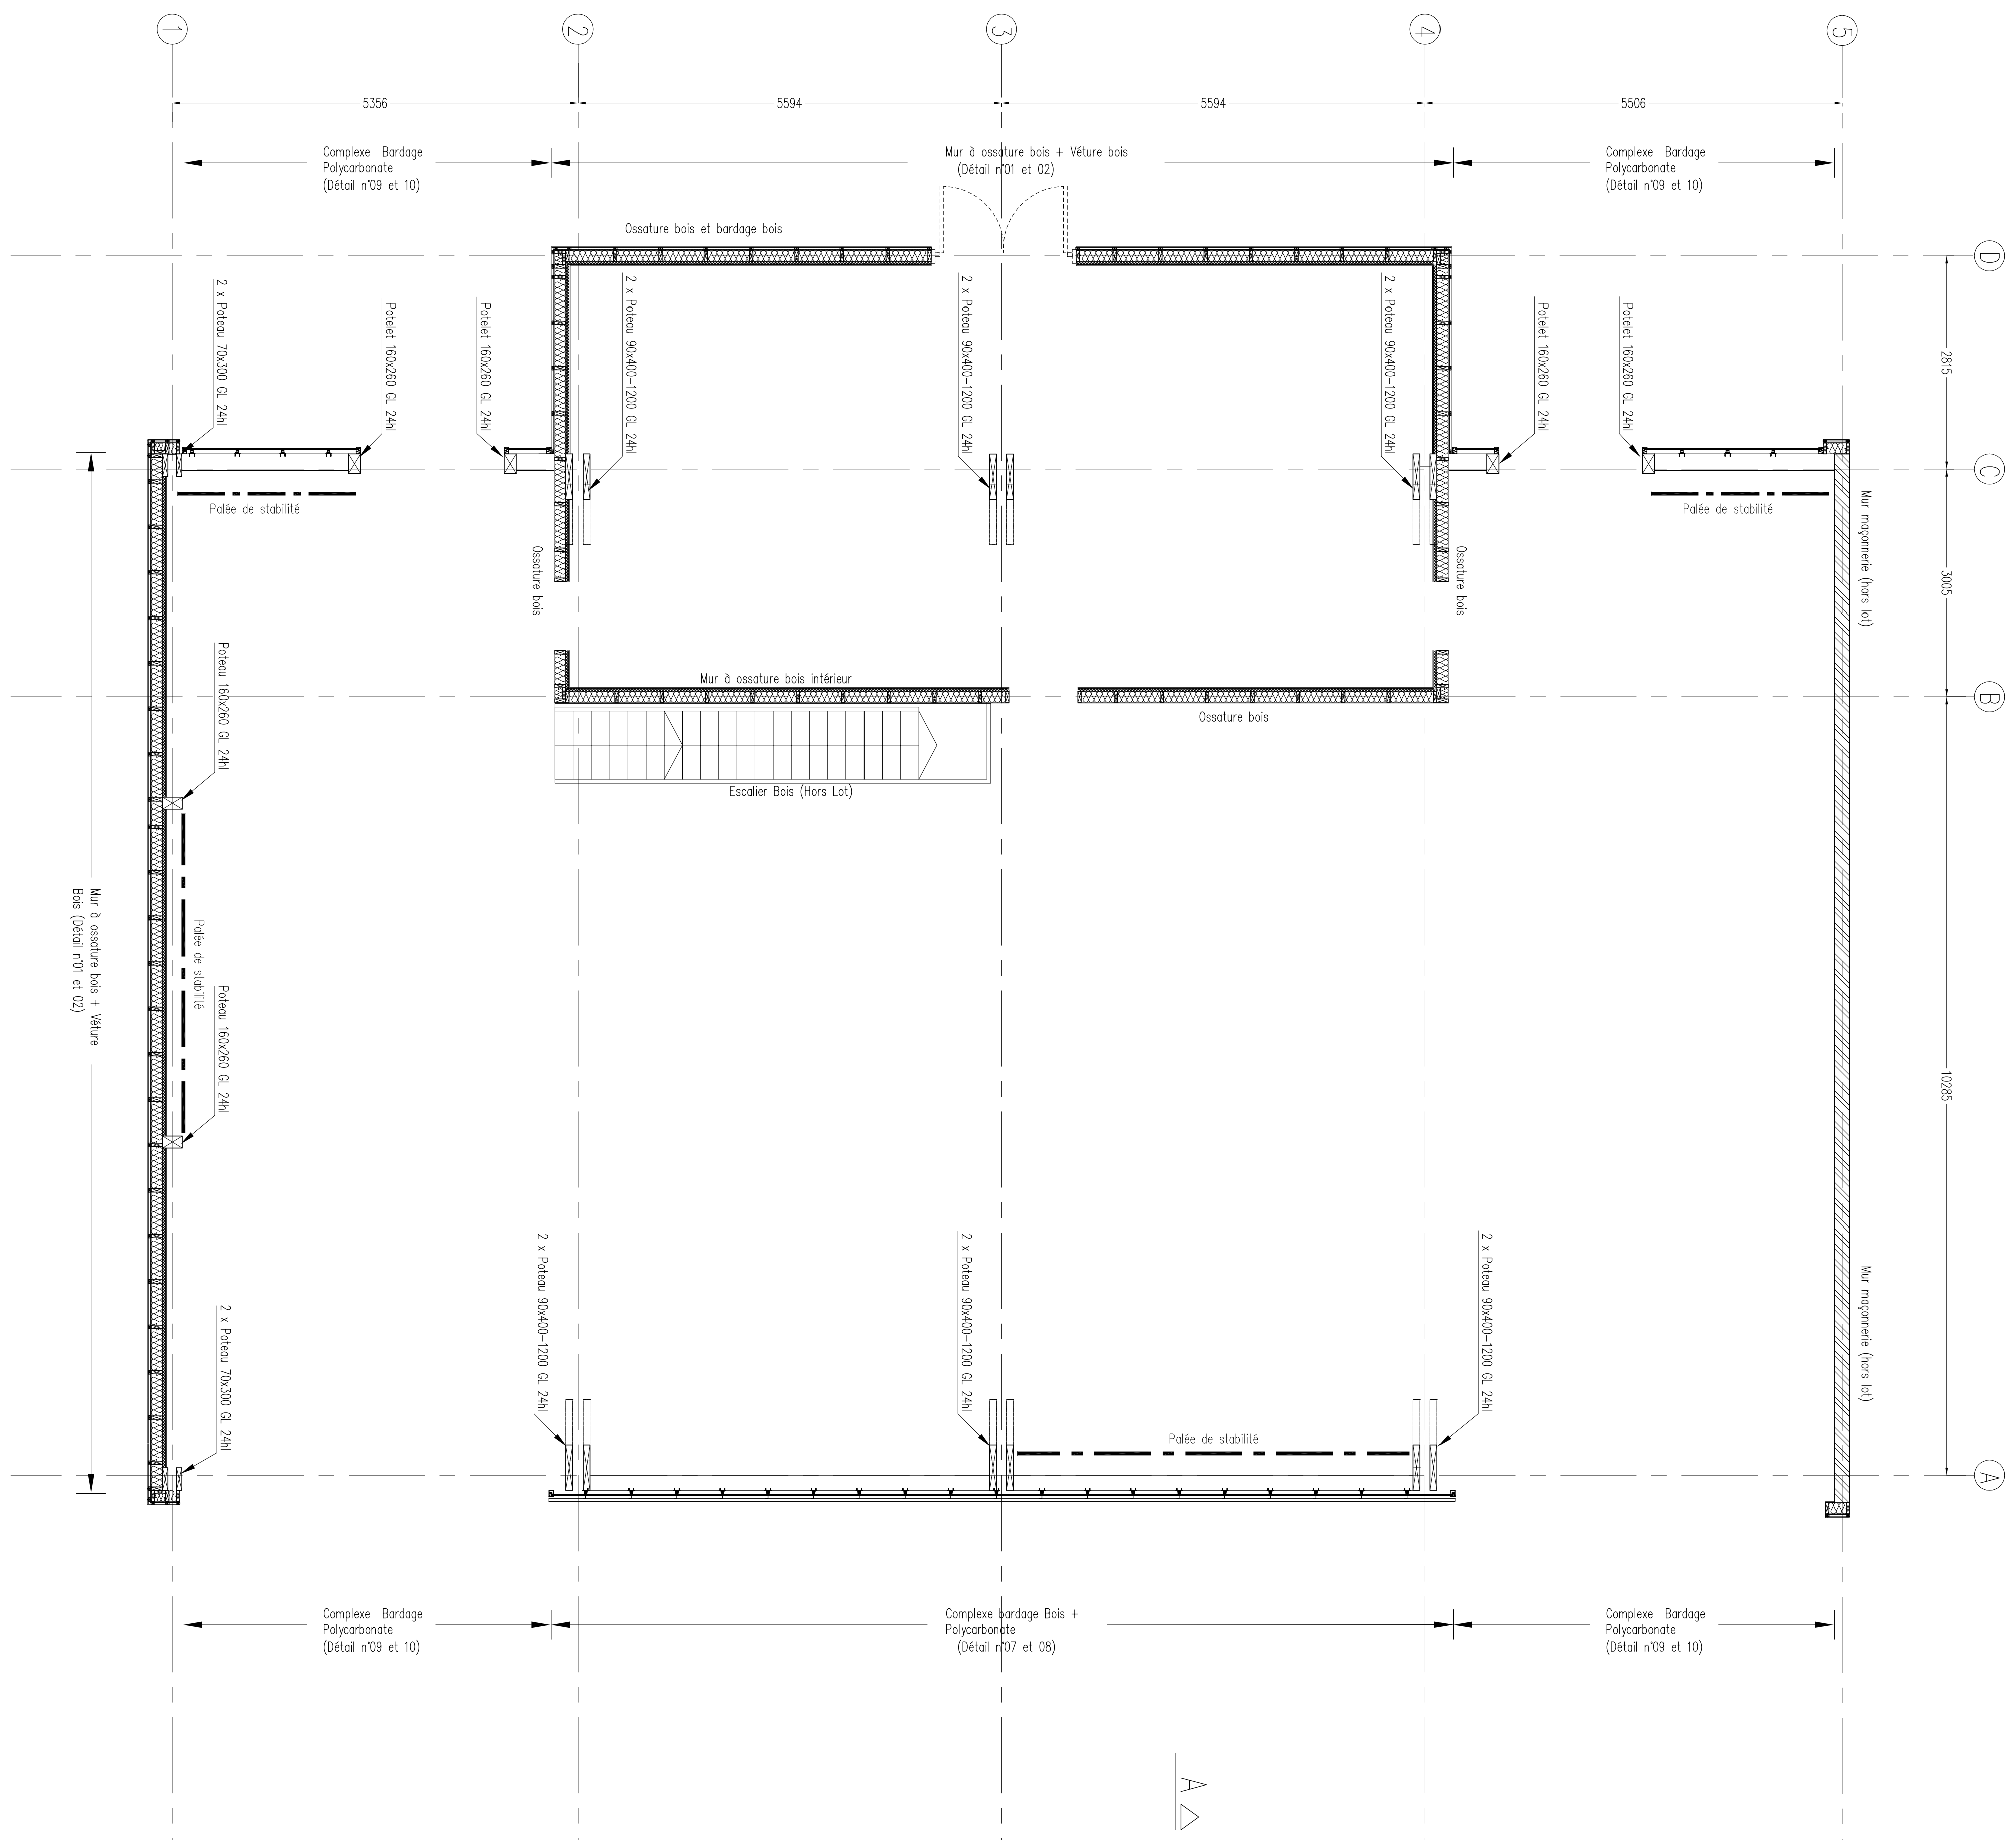 1
2
3
4
5
5356
5594
5594
5506
Complexe Bardage
Polycarbonate
(Détail n°09 et 10)
Mur à ossature bois + Véture bois
(Détail n°01 et 02)
Complexe Bardage
Polycarbonate
(Détail n°09 et 10)
Ossature bois et bardage bois
D
2 x Poteau 70x300 GL 24hl
Potelet 160x260 GL 24hl
Potelet 160x260 GL 24hl
2 x Poteau 90x400-1200 GL 24hl
2 x Poteau 90x400-1200 GL 24hl
2 x Poteau 90x400-1200 GL 24hl
Potelet 160x260 GL 24hl
Potelet 160x260 GL 24hl
2815
C
Palée de stabilité
Palée de stabilité
Mur maçonnerie (hors lot)
Ossature bois
Ossature bois
3005
Poteau 160x260 GL 24hl
Mur à ossature bois intérieur
B
Ossature bois
Escalier Bois (Hors Lot)
Mur à ossature bois + Véture
Bois (Détail n°01 et 02)
Palée de stabilité
Poteau 160x260 GL 24hl
10285
2 x Poteau 70x300 GL 24hl
2 x Poteau 90x400-1200 GL 24hl
2 x Poteau 90x400-1200 GL 24hl
2 x Poteau 90x400-1200 GL 24hl
Mur maçonnerie (hors lot)
Palée de stabilité
A
Complexe Bardage
Polycarbonate
(Détail n°09 et 10)
Complexe bardage Bois +
Polycarbonate
(Détail n°07 et 08)
Complexe Bardage
Polycarbonate
(Détail n°09 et 10)
A